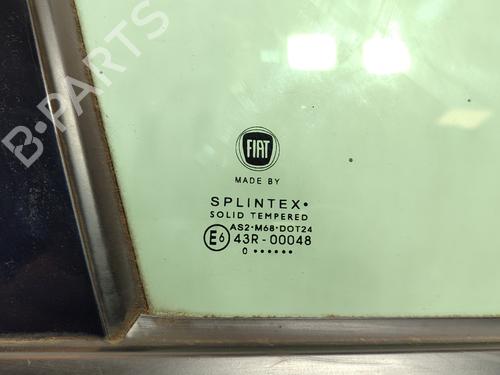 B-PARTS
FIAT
MADE BY
SPLINTEX•
SOLID TEMPERED
AS2•M68•DOT24
E6 43R-00048
0 ••••••